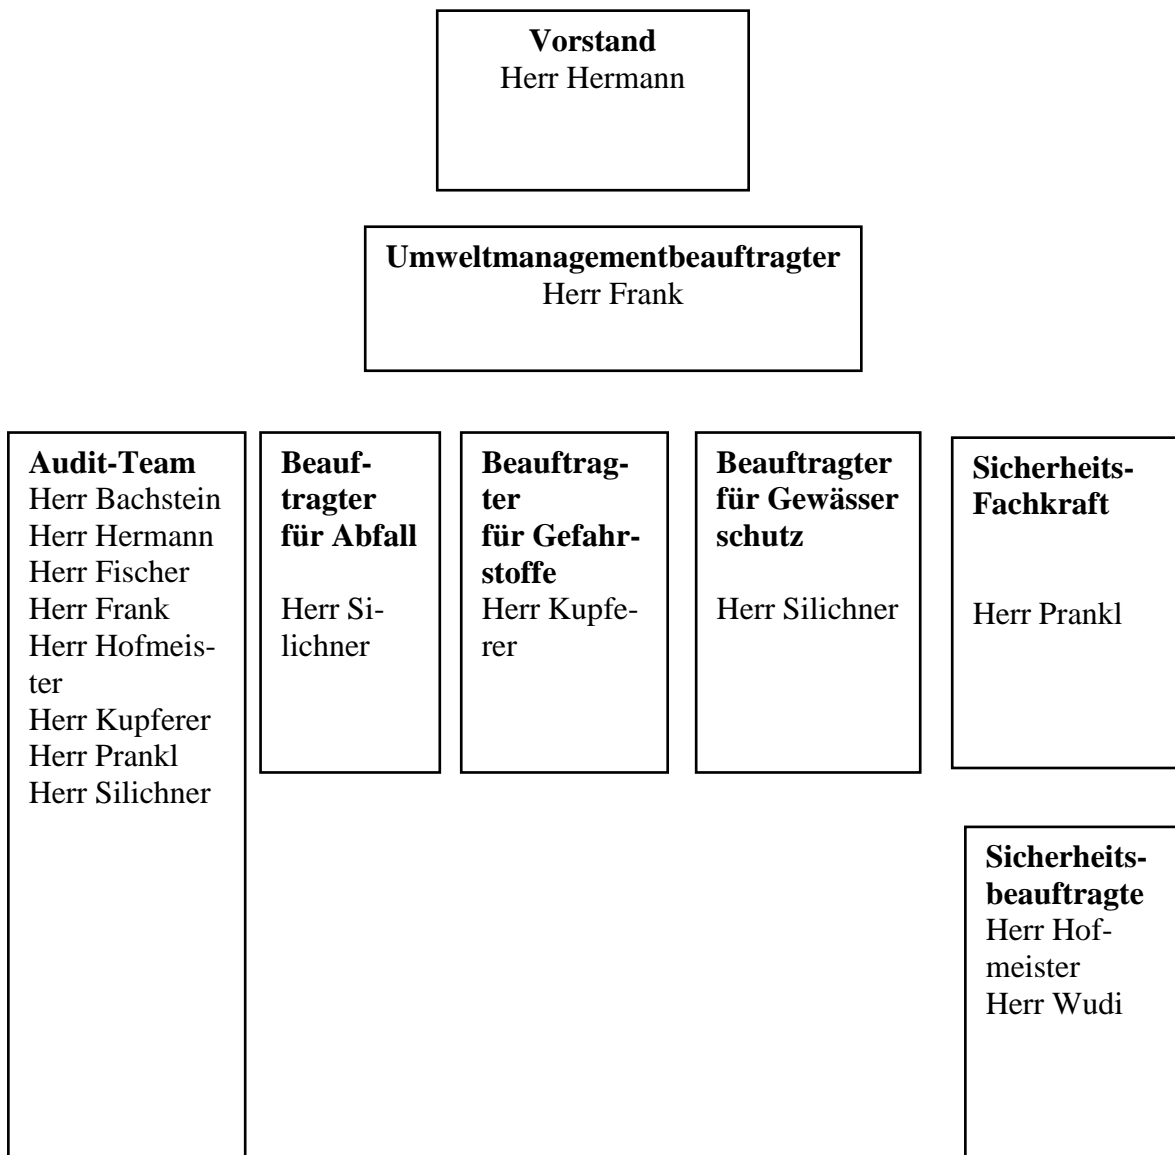 Vorstand
Herr Hermann
Umweltmanagementbeauftragter
Herr Frank
Audit-Team
Herr Bachstein
Herr Hermann
Herr Fischer
Herr Frank
Herr Hofmeis-
ter
Herr Kupferer
Herr Prankl
Herr Silichner
Beauf-
tragter
für Abfall
Herr Si-
lichner
Beauftrag-
ter
für Gefahr-
stoffe
Herr Kupfe-
rer
Beauftragter
für Gewässer
schutz
Herr Silichner
Sicherheits-
Fachkraft
Herr Prankl
Sicherheits-
beauftragte
Herr Hof-
meister
Herr Wudi